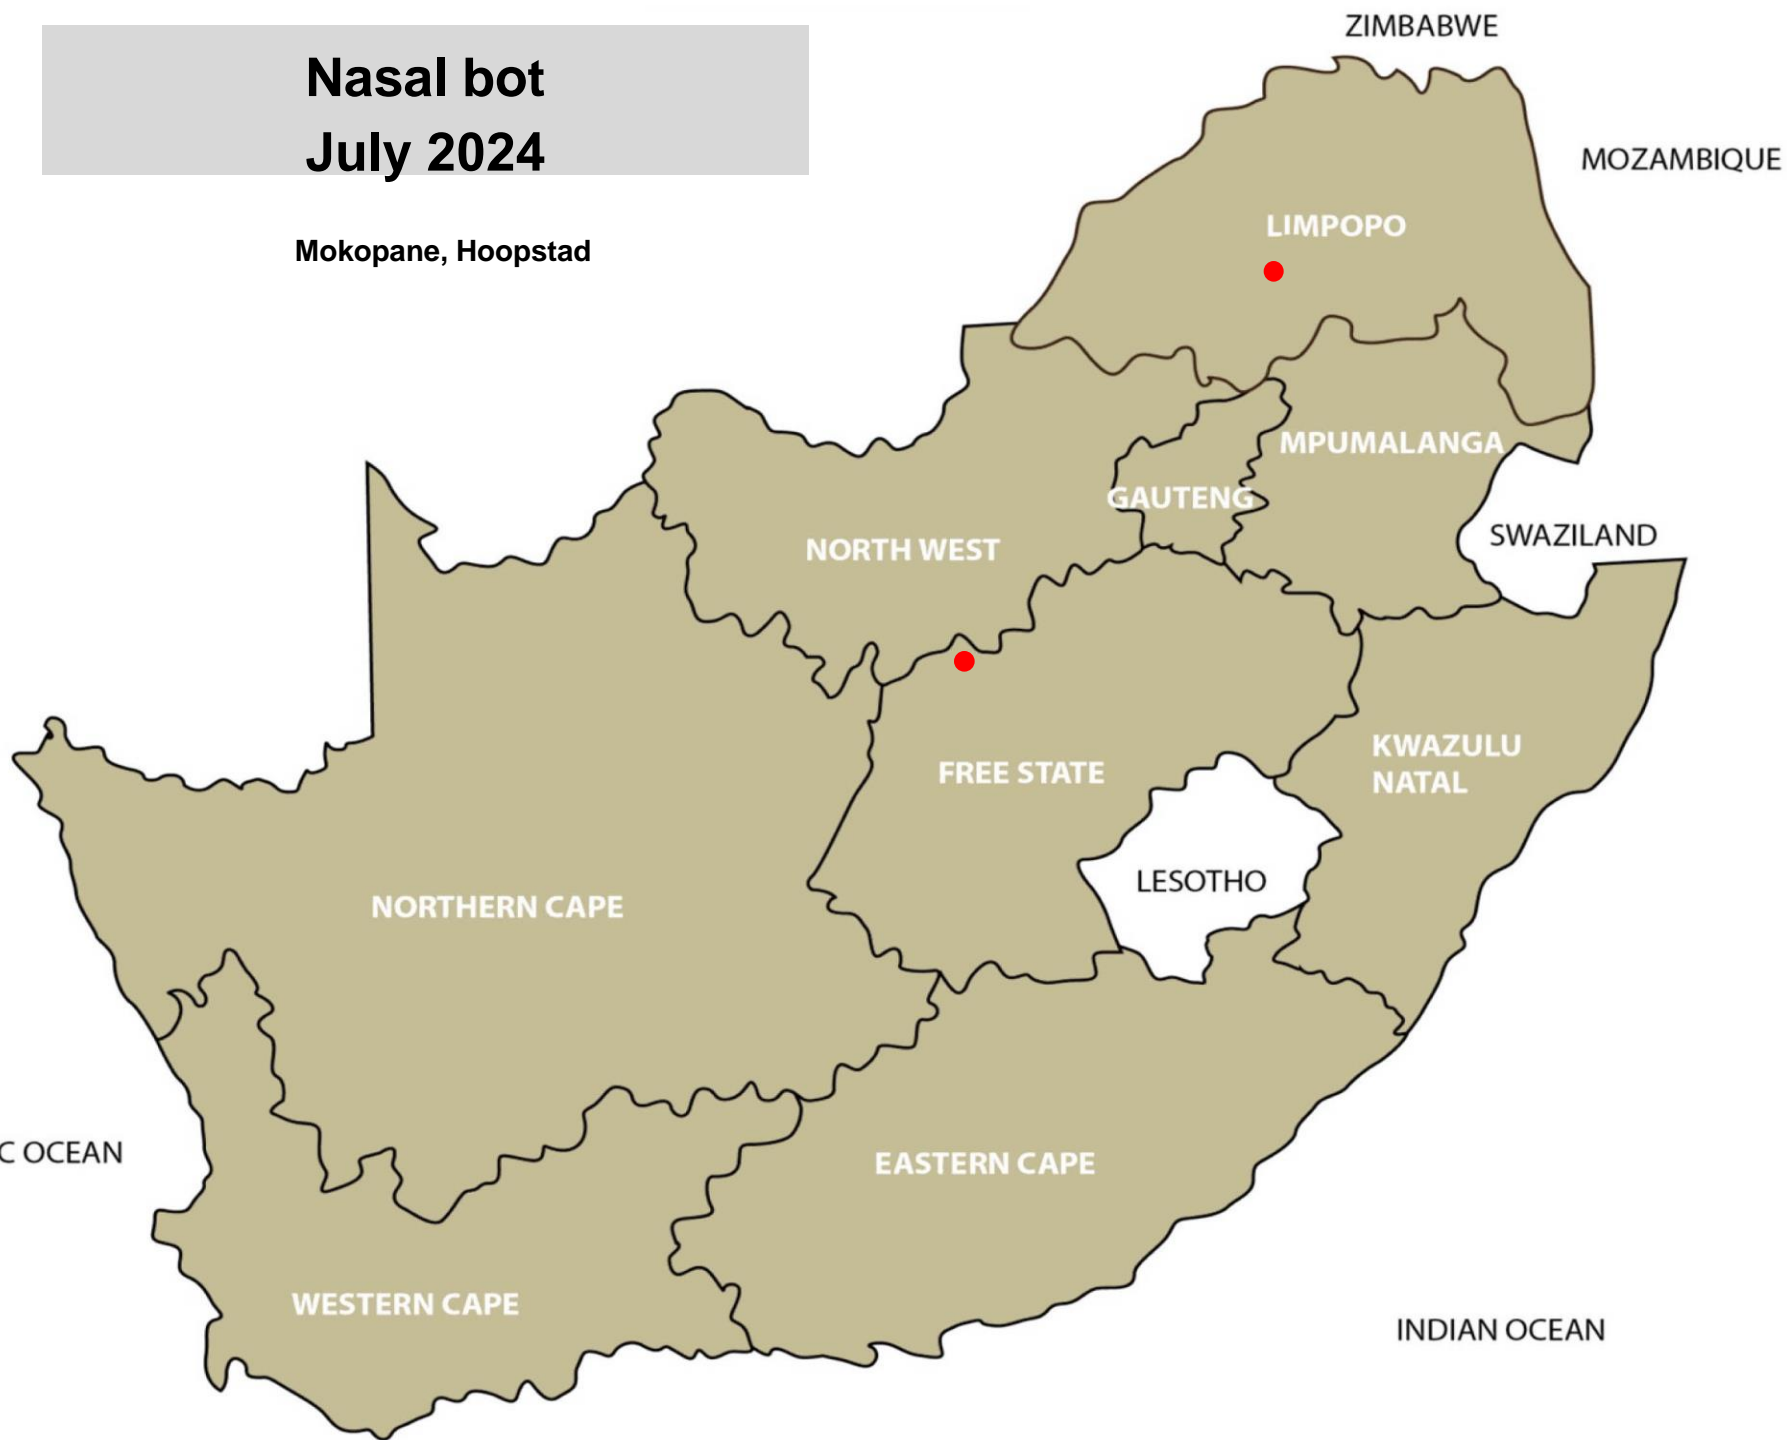 Nasal bot
July 2024
Mokopane, Hoopstad
ZIMBABWE
MOZAMBIQUE
LIMPOPO
MPUMALANGA
GAUTENG
NORTH WEST
SWAZILAND
KWAZULU
NATAL
FREE STATE
LESOTHO
NORTHERN CAPE
C OCEAN
EASTERN CAPE
WESTERN CAPE
INDIAN OCEAN